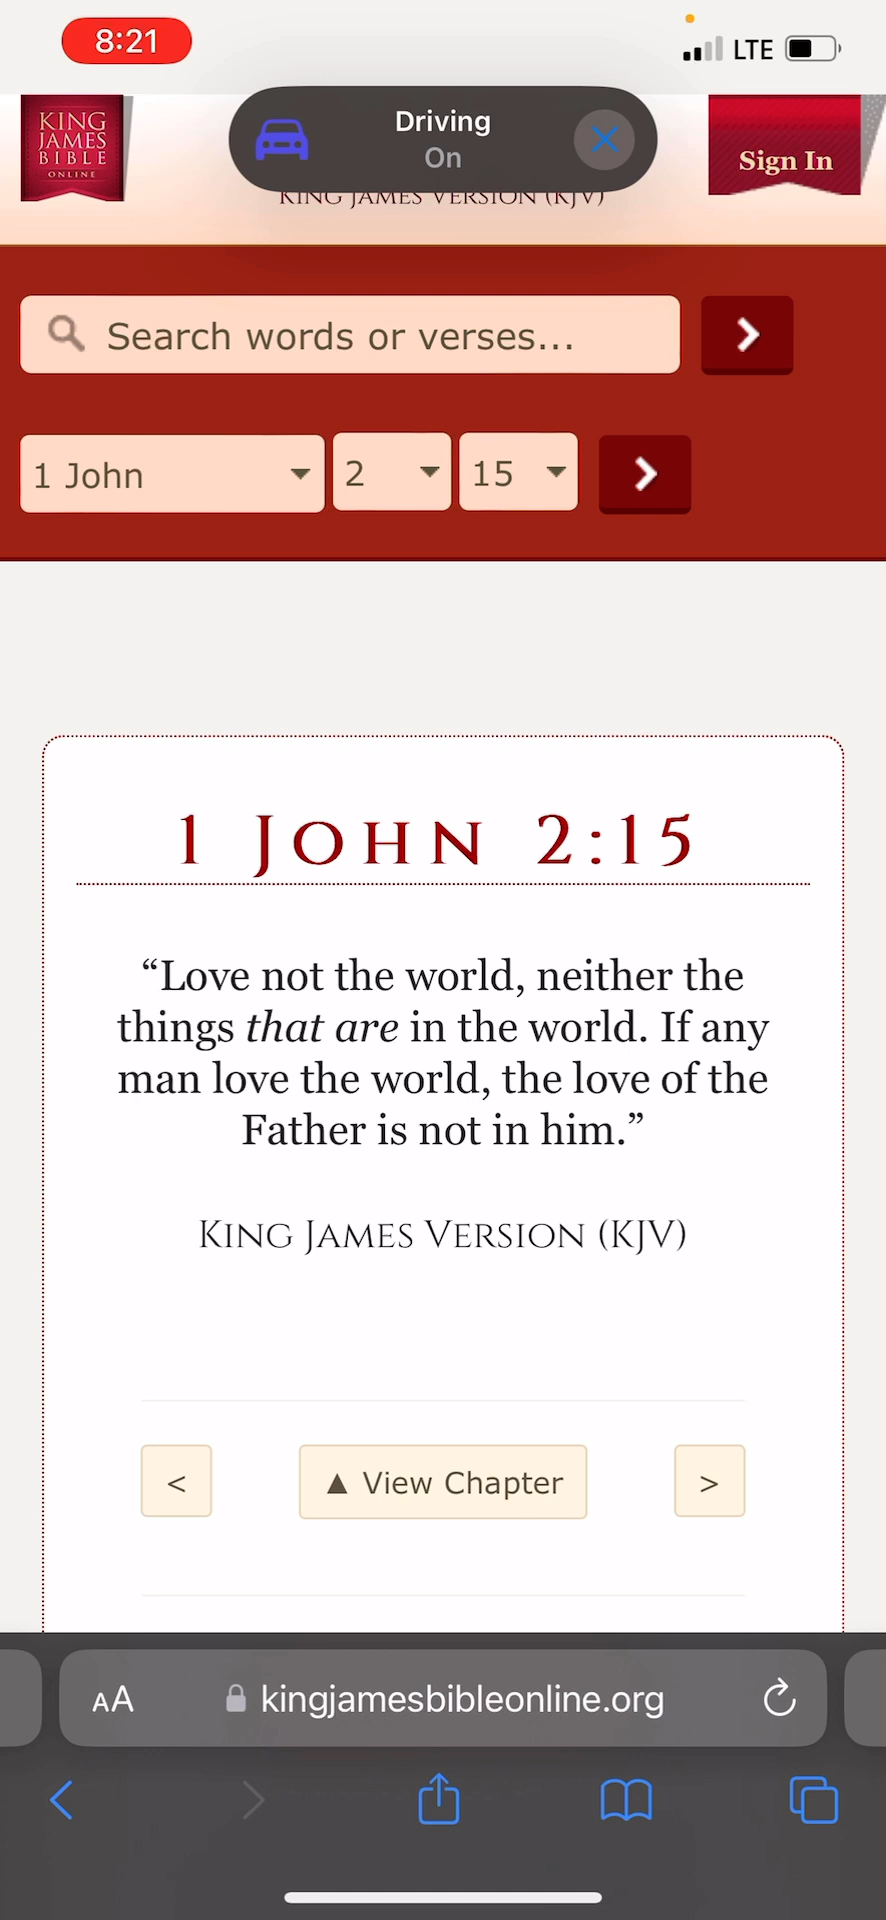 8:21
LTE
KING
JAMES
BIBLE
ONLINE
Driving
On
Sign In
KING JAMES VERSION (KJV)
Search words or verses...
1 John
2
15
1 JOHN 2:15
“Love not the world, neither the
things that are in the world. If any
man love the world, the love of the
Father is not in him.”
KING JAMES VERSION (KJV)
<
▲ View Chapter
>
AA
kingjamesbibleonline.org